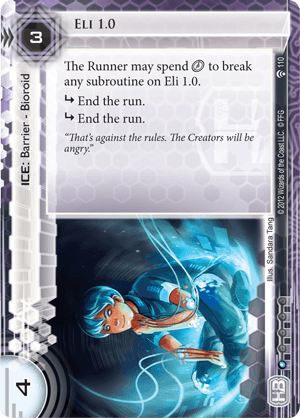 3
ELI 1.0
The Runner may spend to break
any subroutine on Eli 1.0.
End the run.
End the run.
“That’s against the rules. The Creators will be
angry.”
ICE: Barrier - Bioroid
110
© 2012 Wizards of the Coast LLC. © FFG
Illus. Sandara Tang
4
HB